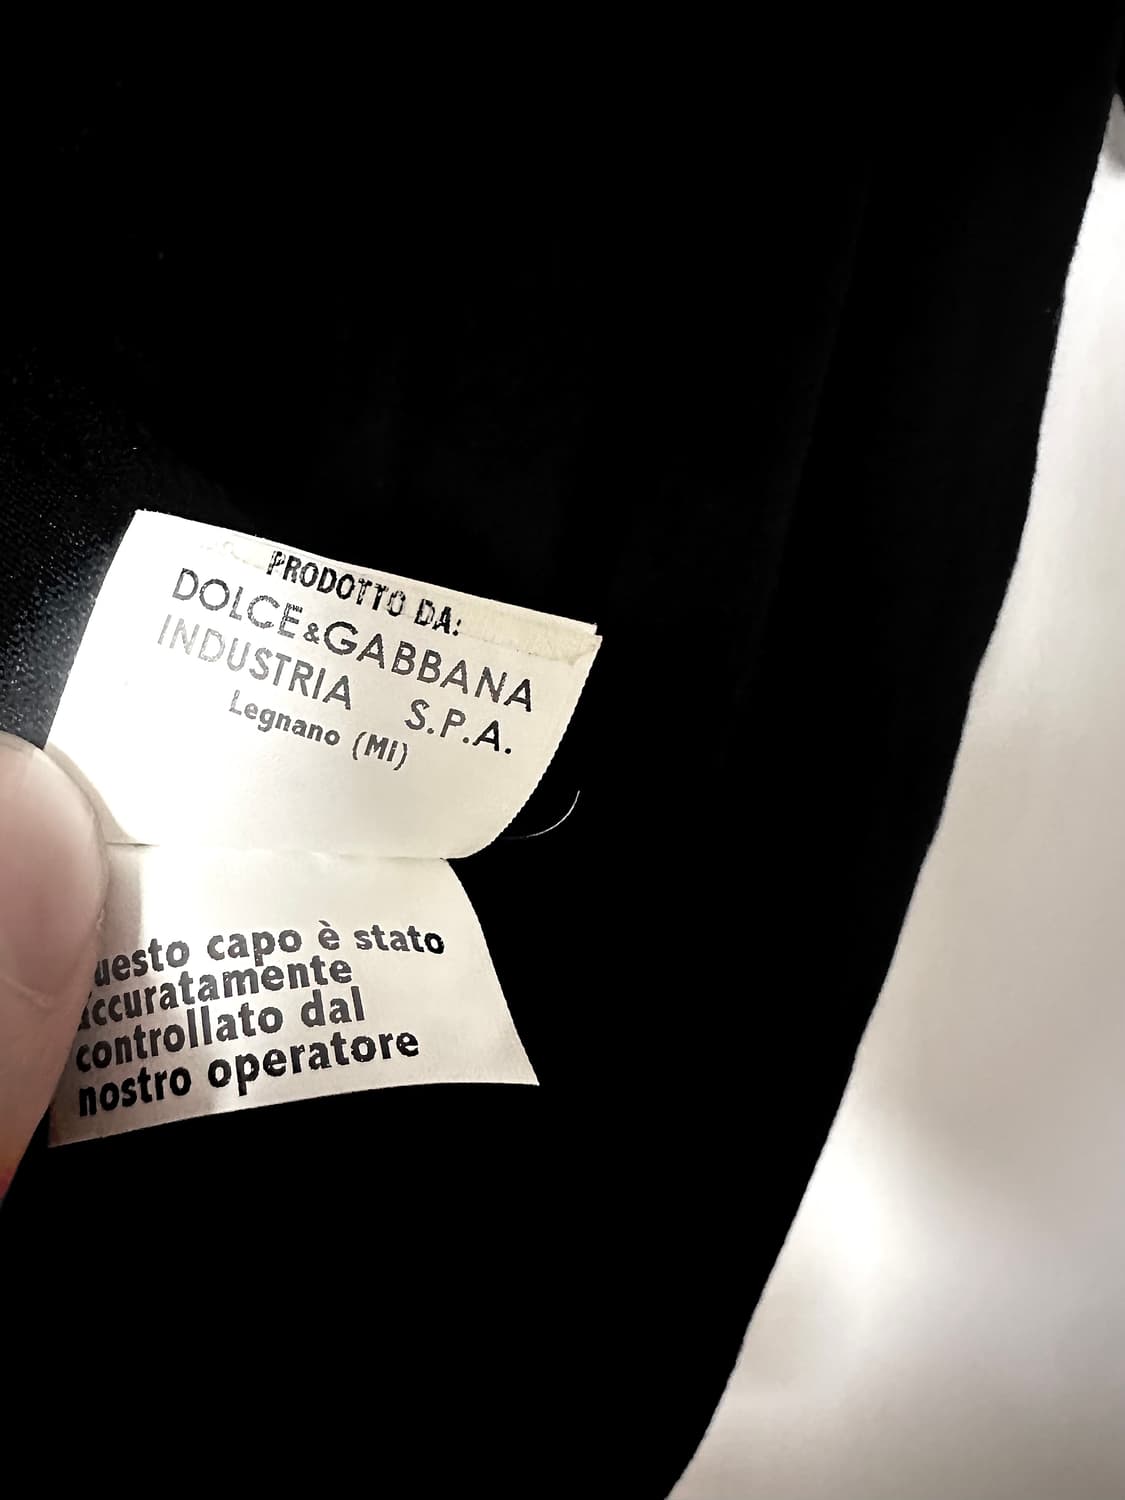 PRODOTTO DA:
DOLCE&GABBANA
INDUSTRIA S.P.A.
Legnano (Mi)
uesto capo è stato
ccuratamente
controllato dal
nostro operatore